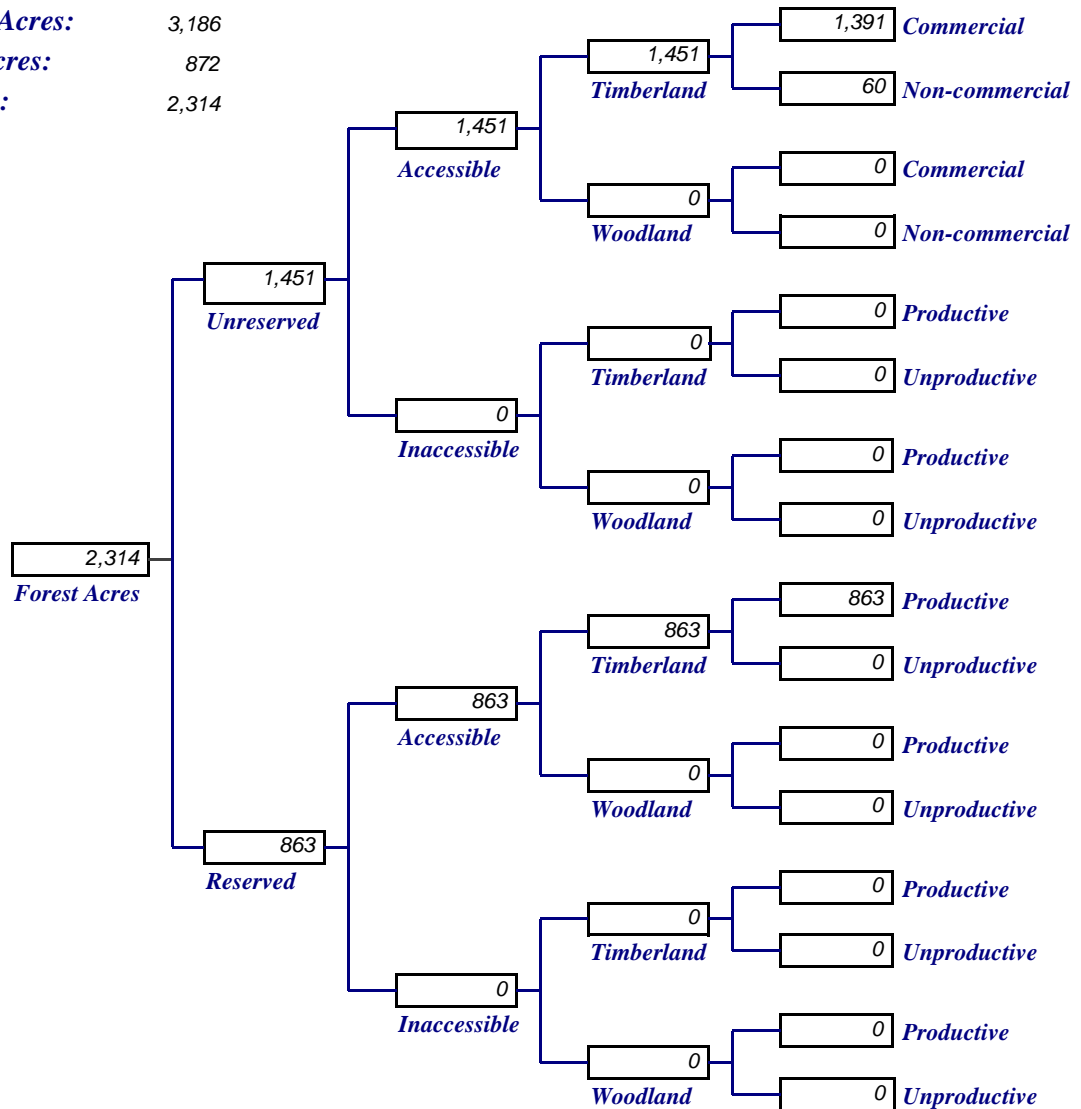 Acres: 3,186
cres: 872
: 2,314
1,391 Commercial
1,451
Timberland
60 Non-commercial
1,451
Accessible
0 Commercial
0
Woodland
0 Non-commercial
1,451
Unreserved
0 Productive
0
Timberland
0 Unproductive
0
Inaccessible
0 Productive
0
Woodland
0 Unproductive
2,314
Forest Acres
863 Productive
863
Timberland
0 Unproductive
863
Accessible
0 Productive
0
Woodland
0 Unproductive
863
Reserved
0 Productive
0
Timberland
0 Unproductive
0
Inaccessible
0 Productive
0
Woodland
0 Unproductive